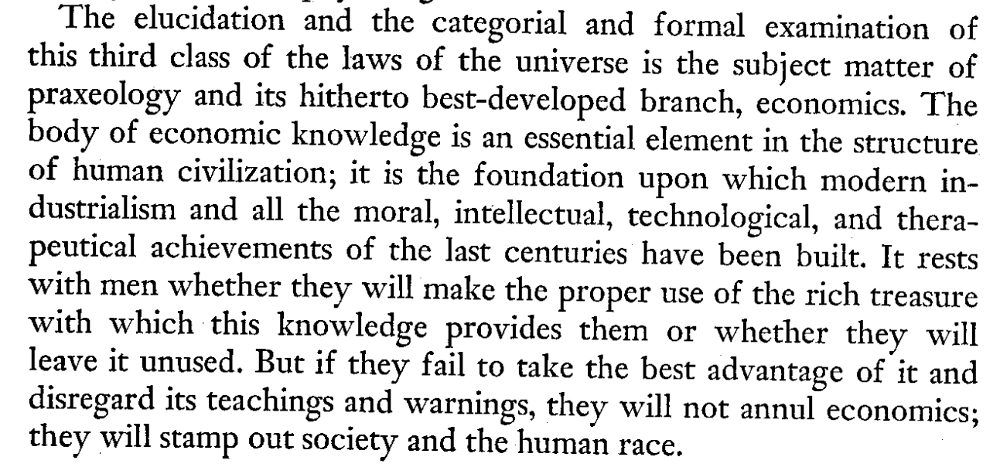 The elucidation and the categorial and formal examination of
this third class of the laws of the universe is the subject matter of
praxeology and its hitherto best-developed branch, economics. The
body of economic knowledge is an essential element in the structure
of human civilization; it is the foundation upon which modern in-
dustrialism and all the moral, intellectual, technological, and thera-
peutical achievements of the last centuries have been built. It rests
with men whether they will make the proper use of the rich treasure
with which this knowledge provides them or whether they will
leave it unused. But if they fail to take the best advantage of it and
disregard its teachings and warnings, they will not annul economics;
they will stamp out society and the human race.